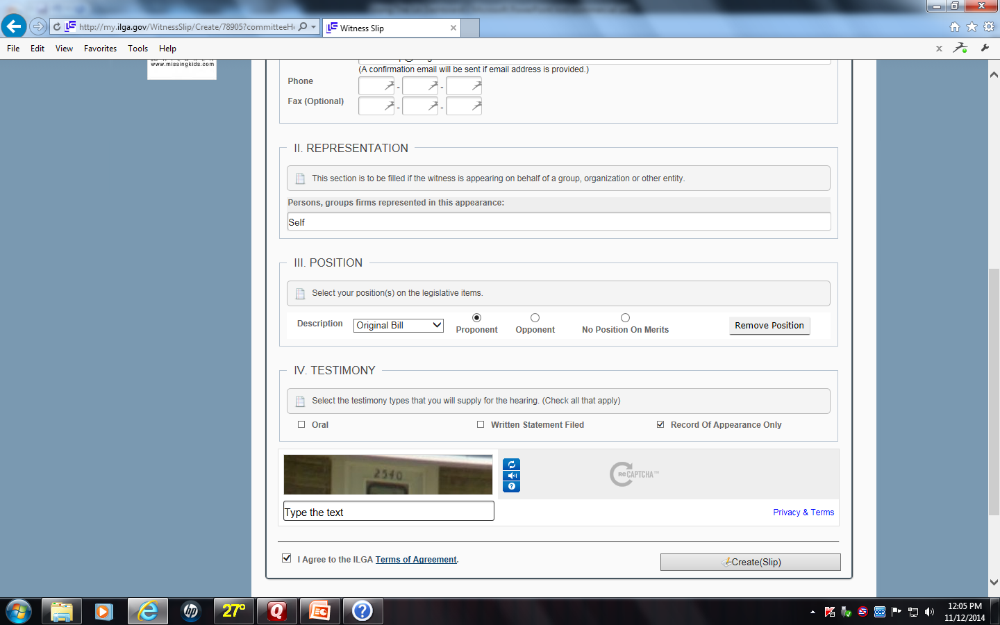 http://my.ilga.gov/WitnessSlip/Create/78905?committeeHe
Witness Slip
File Edit View Favorites Tools Help
www.missingkids.com
(A confirmation email will be sent if email address is provided.)
Phone - -
Fax (Optional) - -
II. REPRESENTATION
This section is to be filled if the witness is appearing on behalf of a group, organization or other entity.
Persons, groups firms represented in this appearance:
Self
III. POSITION
Select your position(s) on the legislative items.
Description Original Bill Proponent Opponent No Position On Merits Remove Position
IV. TESTIMONY
Select the testimony types that you will supply for the hearing. (Check all that apply)
Oral Written Statement Filed Record Of Appearance Only
2540
reCAPTCHA™
Type the text
Privacy & Terms
I Agree to the ILGA Terms of Agreement.
Create(Slip)
27°
12:05 PM
11/12/2014